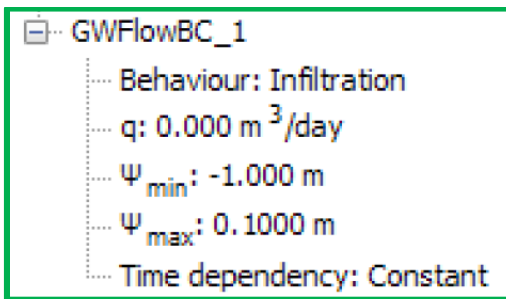 GWFlowBC_1
Behaviour: Infiltration
q: 0.000 m³/day
Ψmin: -1.000 m
Ψmax: 0.1000 m
Time dependency: Constant